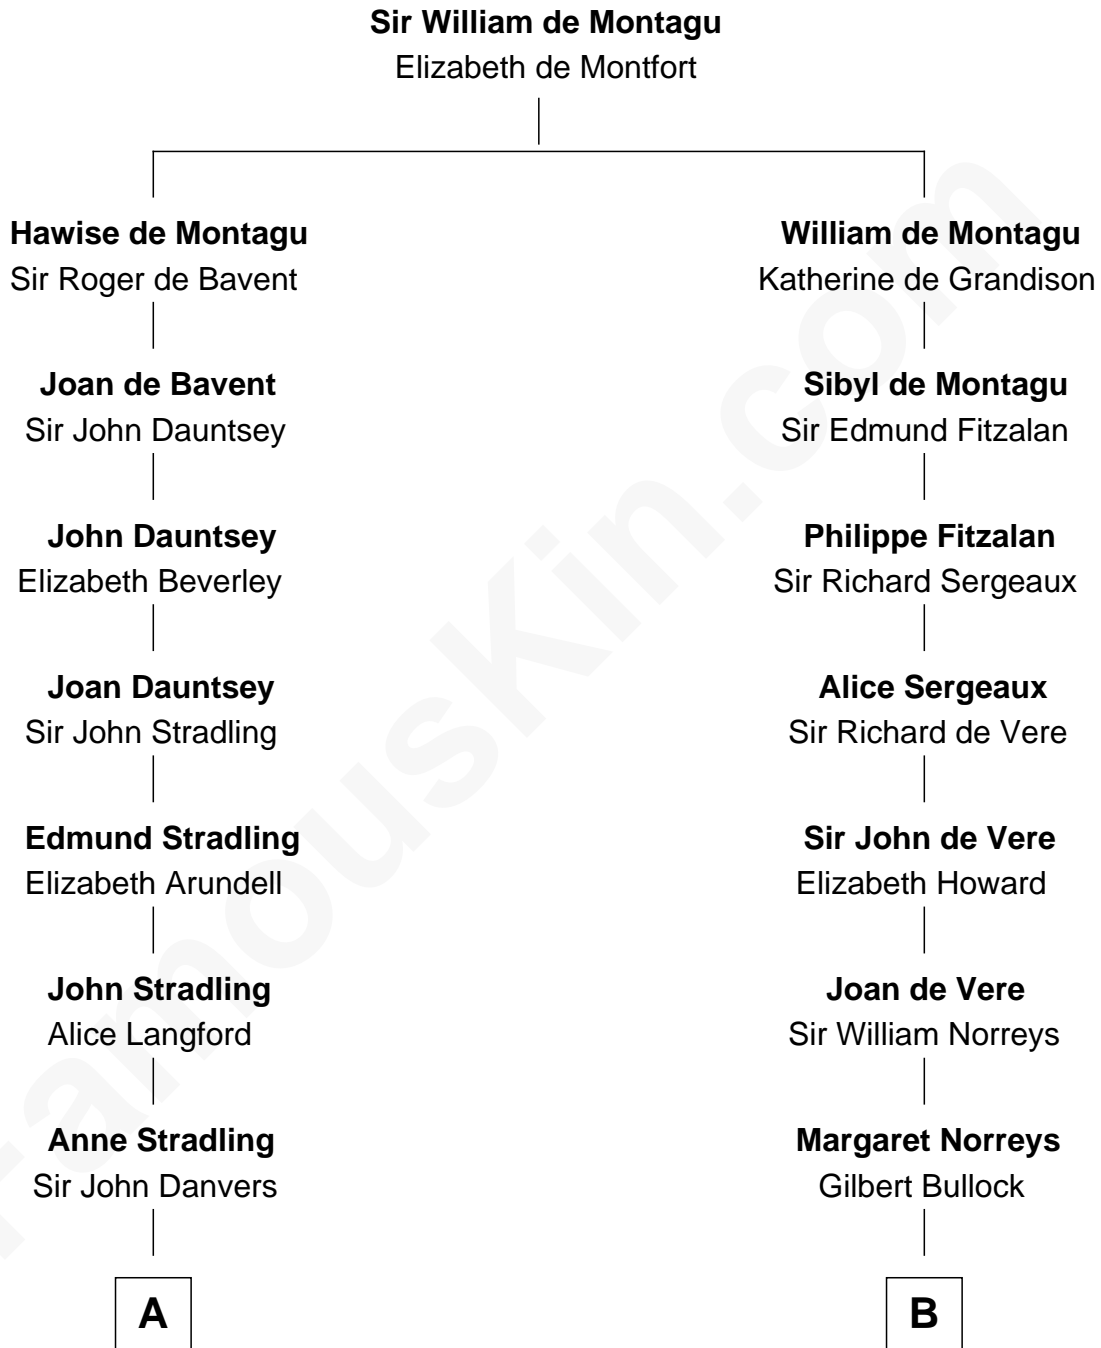 Sir William de Montagu
Elizabeth de Montfort
Hawise de Montagu
Sir Roger de Bavent
William de Montagu
Katherine de Grandison
Joan de Bavent
Sir John Dauntsey
Sibyl de Montagu
Sir Edmund Fitzalan
John Dauntsey
Elizabeth Beverley
Philippe Fitzalan
Sir Richard Sergeaux
Joan Dauntsey
Sir John Stradling
Alice Sergeaux
Sir Richard de Vere
Edmund Stradling
Elizabeth Arundell
Sir John de Vere
Elizabeth Howard
John Stradling
Alice Langford
Joan de Vere
Sir William Norreys
Anne Stradling
Sir John Danvers
Margaret Norreys
Gilbert Bullock
A
B
FamousKin.com